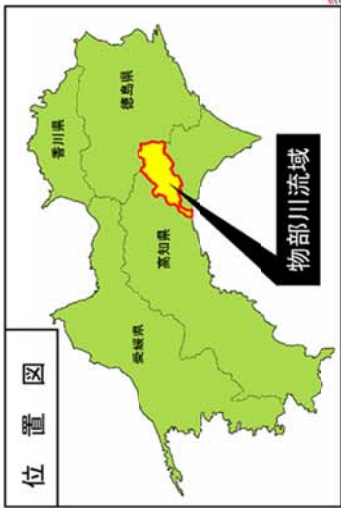 位置図
香川県
徳島県
愛媛県
高知県
物部川流域